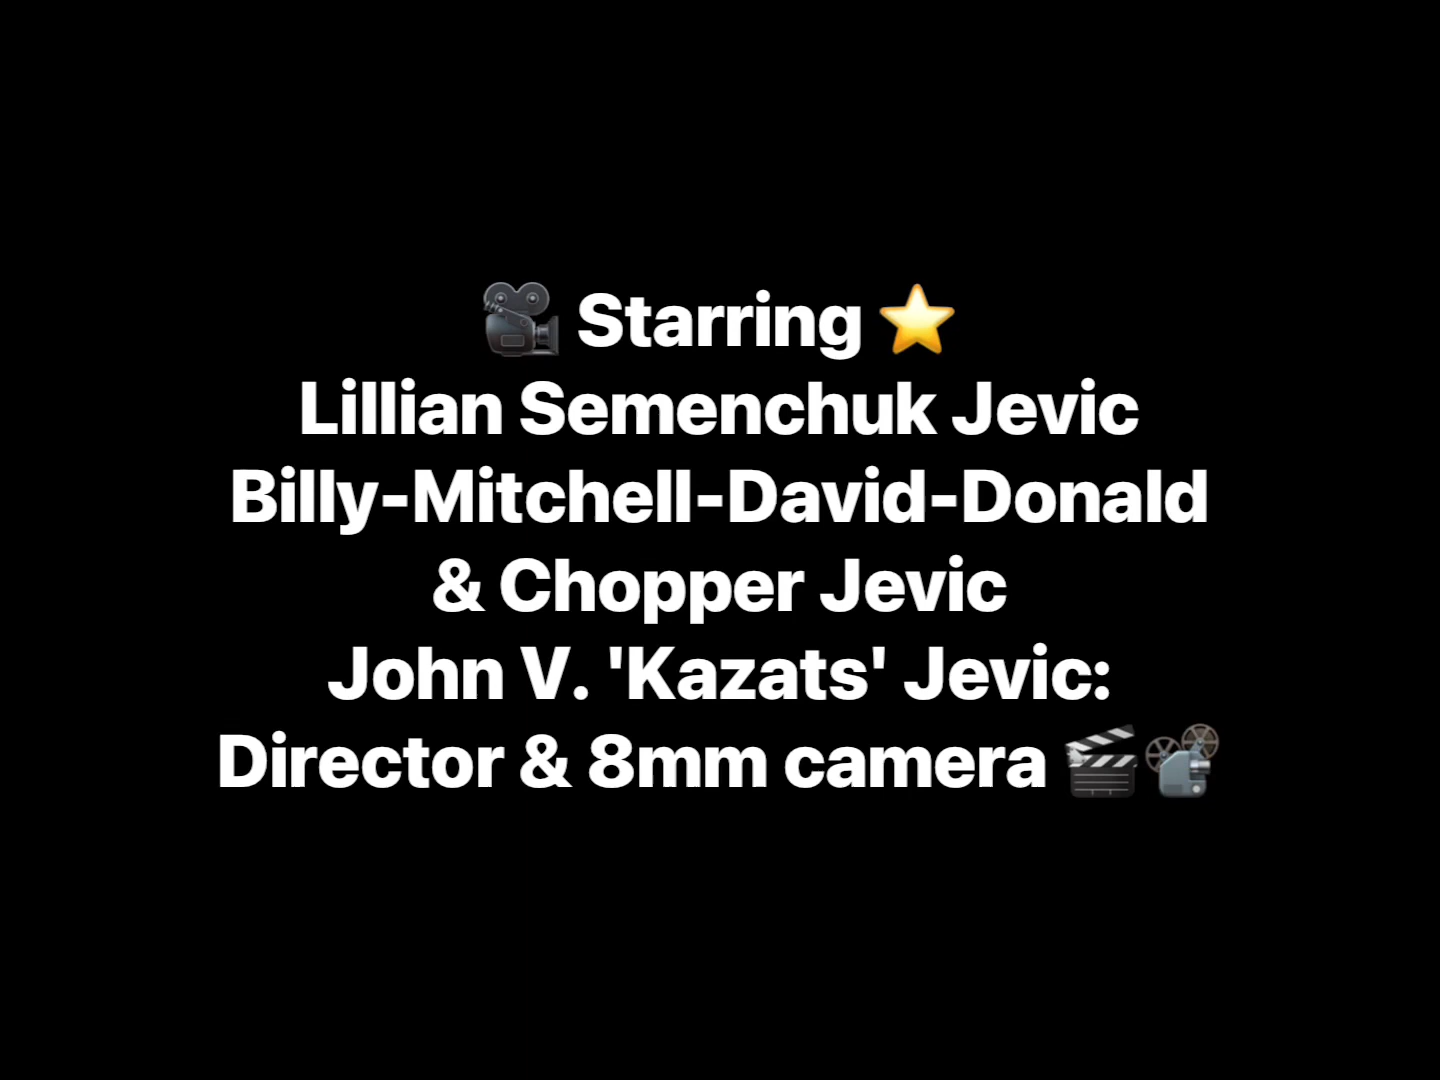 🎥 Starring ⭐
Lillian Semenchuk Jevic
Billy-Mitchell-David-Donald
& Chopper Jevic
John V. 'Kazats' Jevic:
Director & 8mm camera 🎬📽